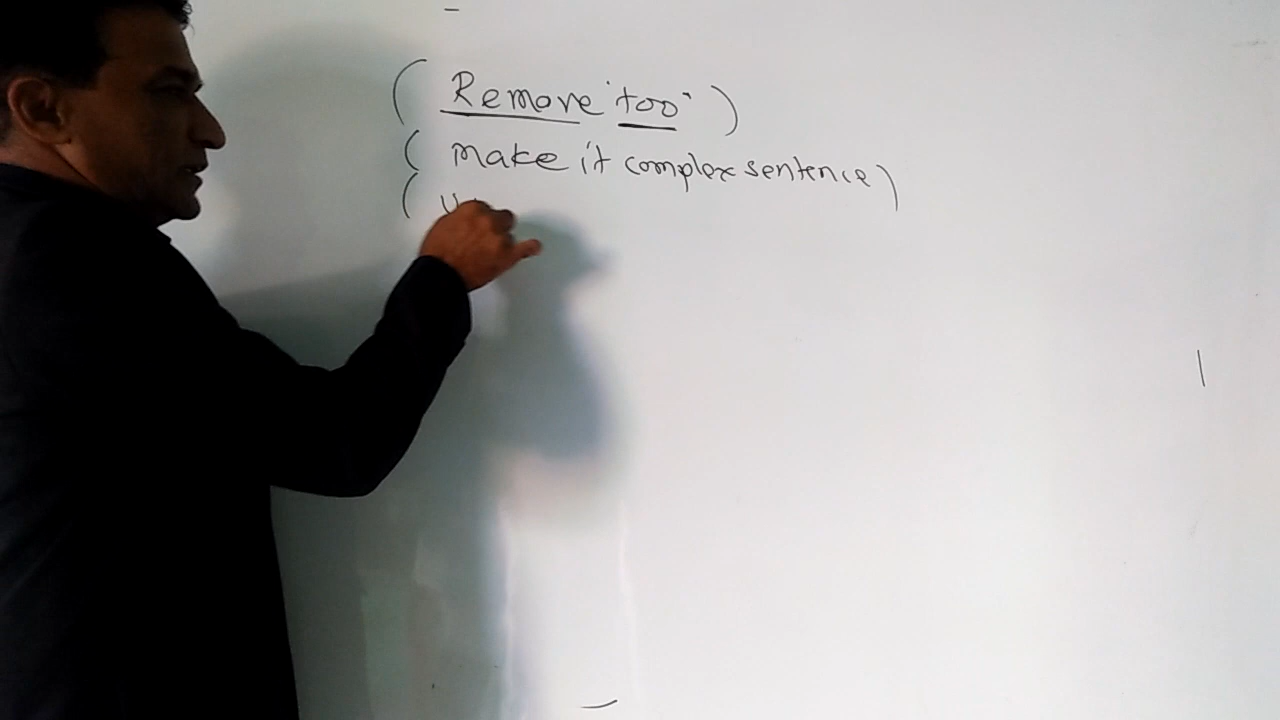 ( Remove "too" )
( make it complex sentence )
(